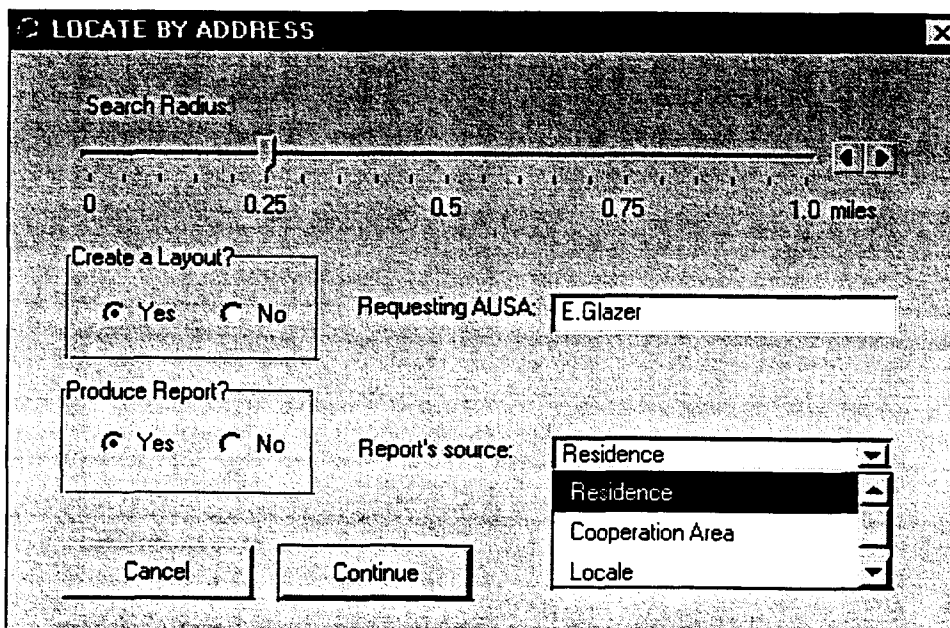 LOCATE BY ADDRESS
Search Radius:
0 0.25 0.5 0.75 1.0 miles
Create a Layout?
Yes No
Requesting AUSA: E.Glazer
Produce Report?
Yes No
Report's source: Residence
Residence
Cooperation Area
Locale
Cancel Continue